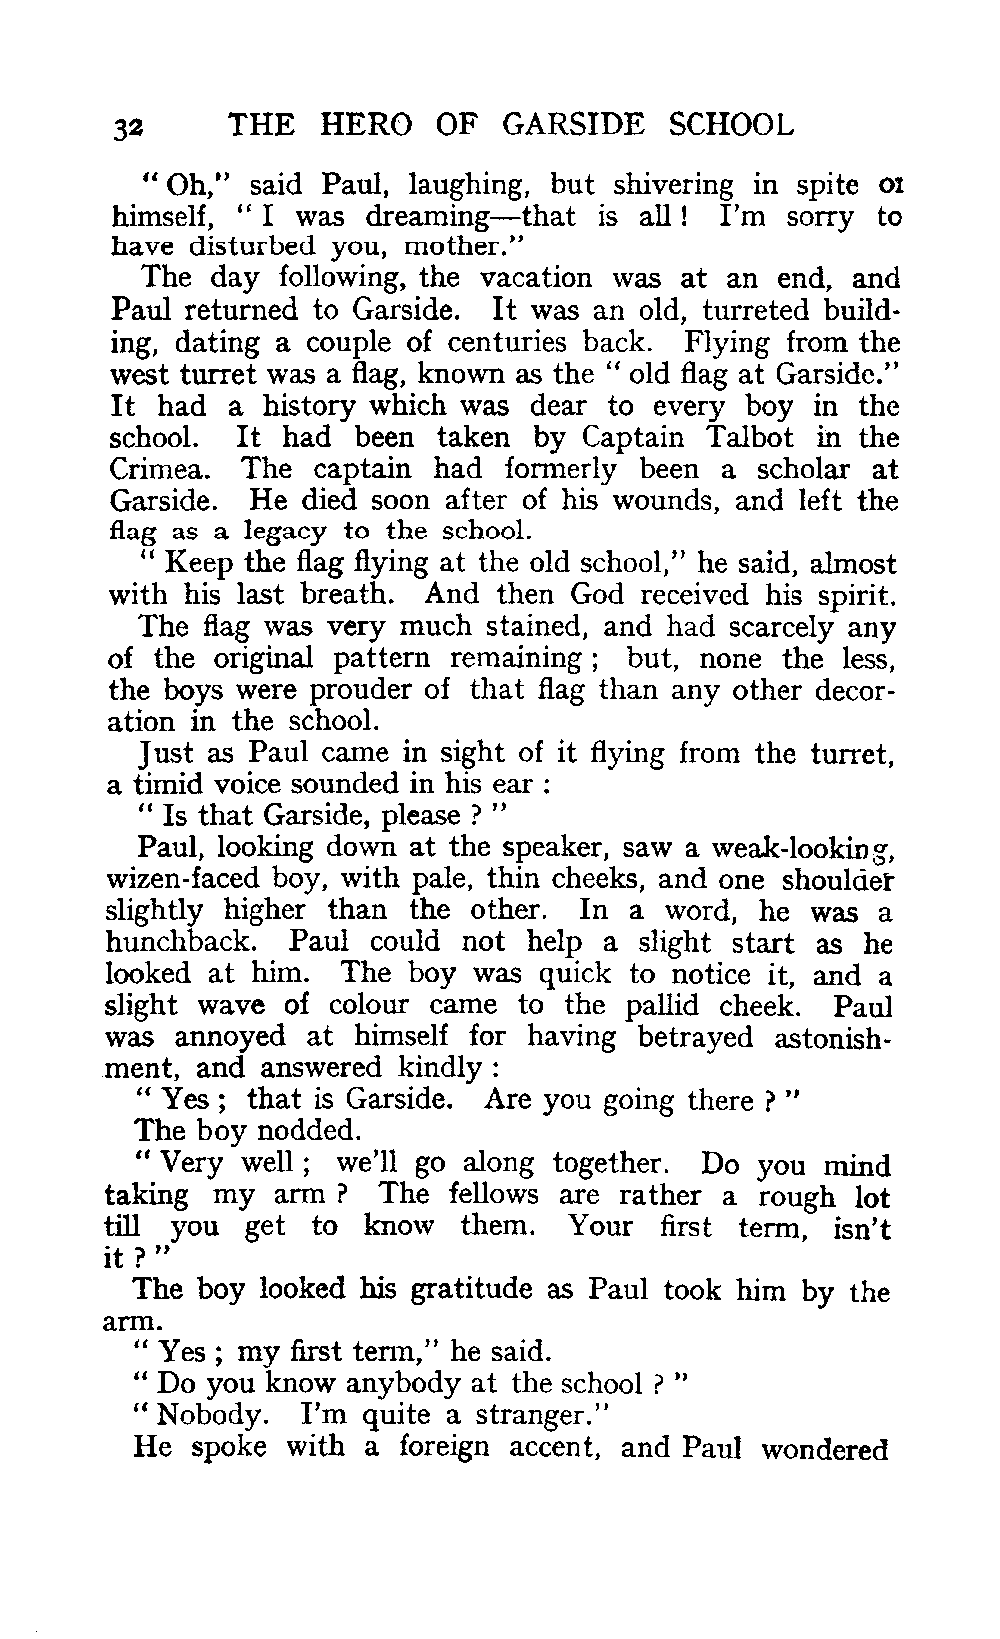 32 THE HERO OF GARSIDE SCHOOL
“ Oh,” said Paul, laughing, but shivering in spite of
himself, “ I was dreaming—that is all ! I'm sorry to
have disturbed you, mother.”
The day following, the vacation was at an end, and
Paul returned to Garside. It was an old, turreted build-
ing, dating a couple of centuries back. Flying from the
west turret was a flag, known as the “ old flag at Garside.”
It had a history which was dear to every boy in the
school. It had been taken by Captain Talbot in the
Crimea. The captain had formerly been a scholar at
Garside. He died soon after of his wounds, and left the
flag as a legacy to the school.
“ Keep the flag flying at the old school,” he said, almost
with his last breath. And then God received his spirit.
The flag was very much stained, and had scarcely any
of the original pattern remaining ; but, none the less,
the boys were prouder of that flag than any other decor-
ation in the school.
Just as Paul came in sight of it flying from the turret,
a timid voice sounded in his ear :
“ Is that Garside, please ? ”
Paul, looking down at the speaker, saw a weak-looking,
wizen-faced boy, with pale, thin cheeks, and one shoulder
slightly higher than the other. In a word, he was a
hunchback. Paul could not help a slight start as he
looked at him. The boy was quick to notice it, and a
slight wave of colour came to the pallid cheek. Paul
was annoyed at himself for having betrayed astonish-
ment, and answered kindly :
“ Yes ; that is Garside. Are you going there ? ”
The boy nodded.
“ Very well ; we'll go along together. Do you mind
taking my arm ? The fellows are rather a rough lot
till you get to know them. Your first term, isn't
it ? ”
The boy looked his gratitude as Paul took him by the
arm.
“ Yes ; my first term,” he said.
“ Do you know anybody at the school ? ”
“ Nobody. I'm quite a stranger.”
He spoke with a foreign accent, and Paul wondered